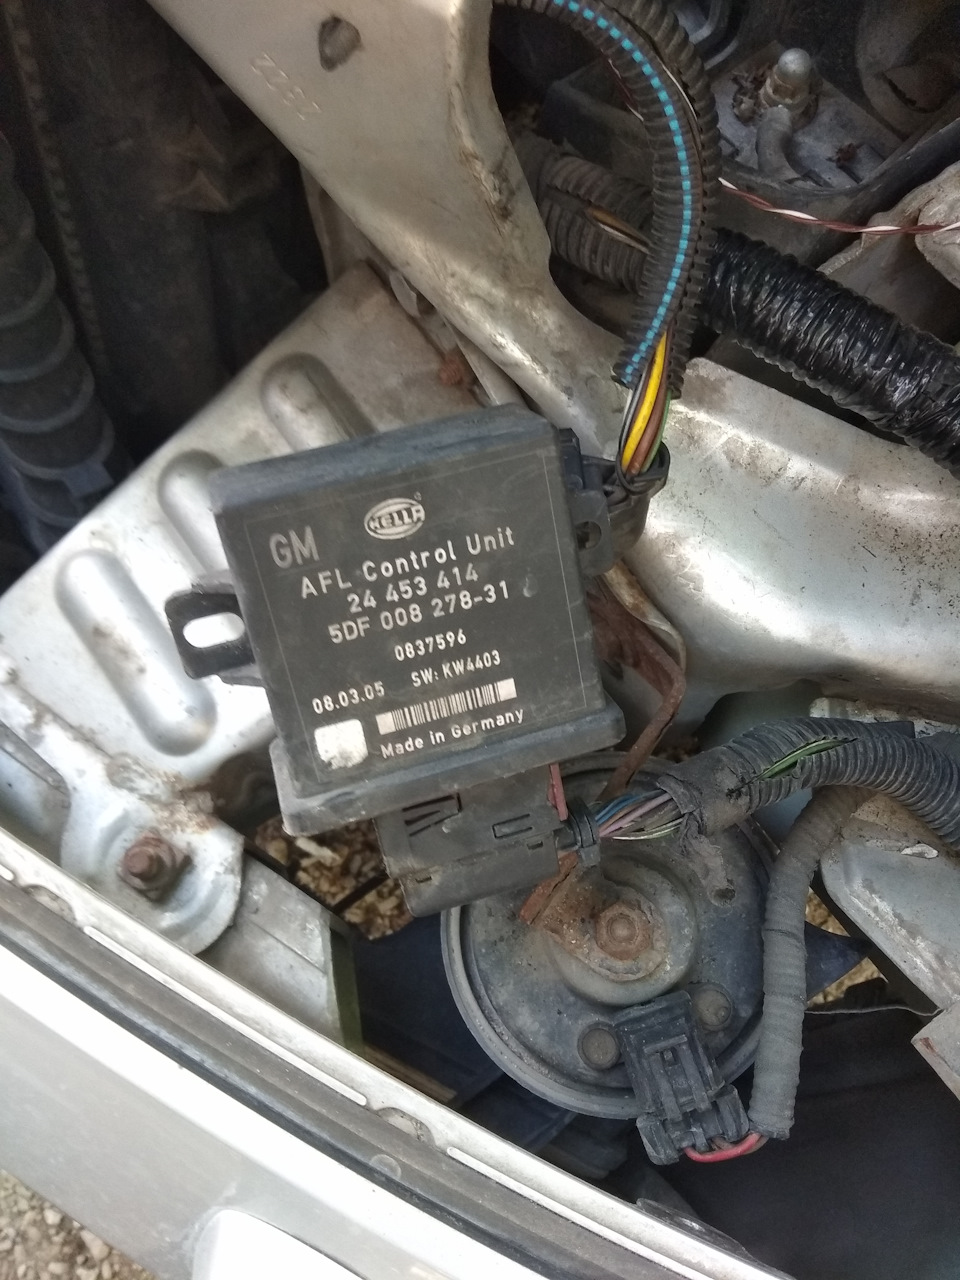 HELLA
GM
AFL Control Unit
24 453 414
5DF 008 278-31
0837596
08.03.05 SW: KW4403
Made in Germany